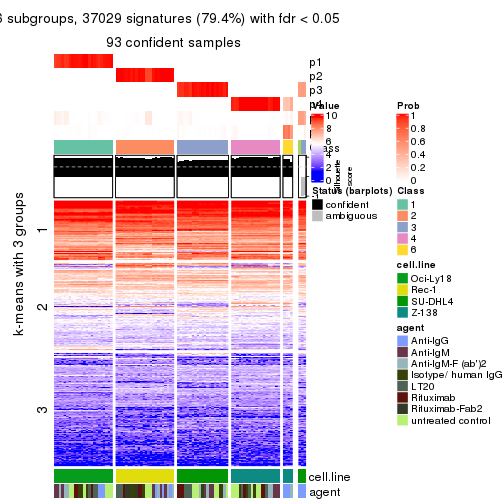 subgroups, 37029 signatures (79.4%) with fdr < 0.05
93 confident samples
p1
p2
p3
Value
10
8
6
4
2
0
Prob
1
0.8
0.6
0.4
0.2
0
Status (barplots)
confident
ambiguous
Class
1
2
3
4
6
cell.line
Oci-Ly18
Rec-1
SU-DHL4
Z-138
agent
Anti-IgG
Anti-IgM
Anti-IgM-F (ab')2
Isotype/ human IgG
LT20
Rituximab
Rituximab-Fab2
untreated control
k-means with 3 groups
1
2
3
score
cell.line
agent